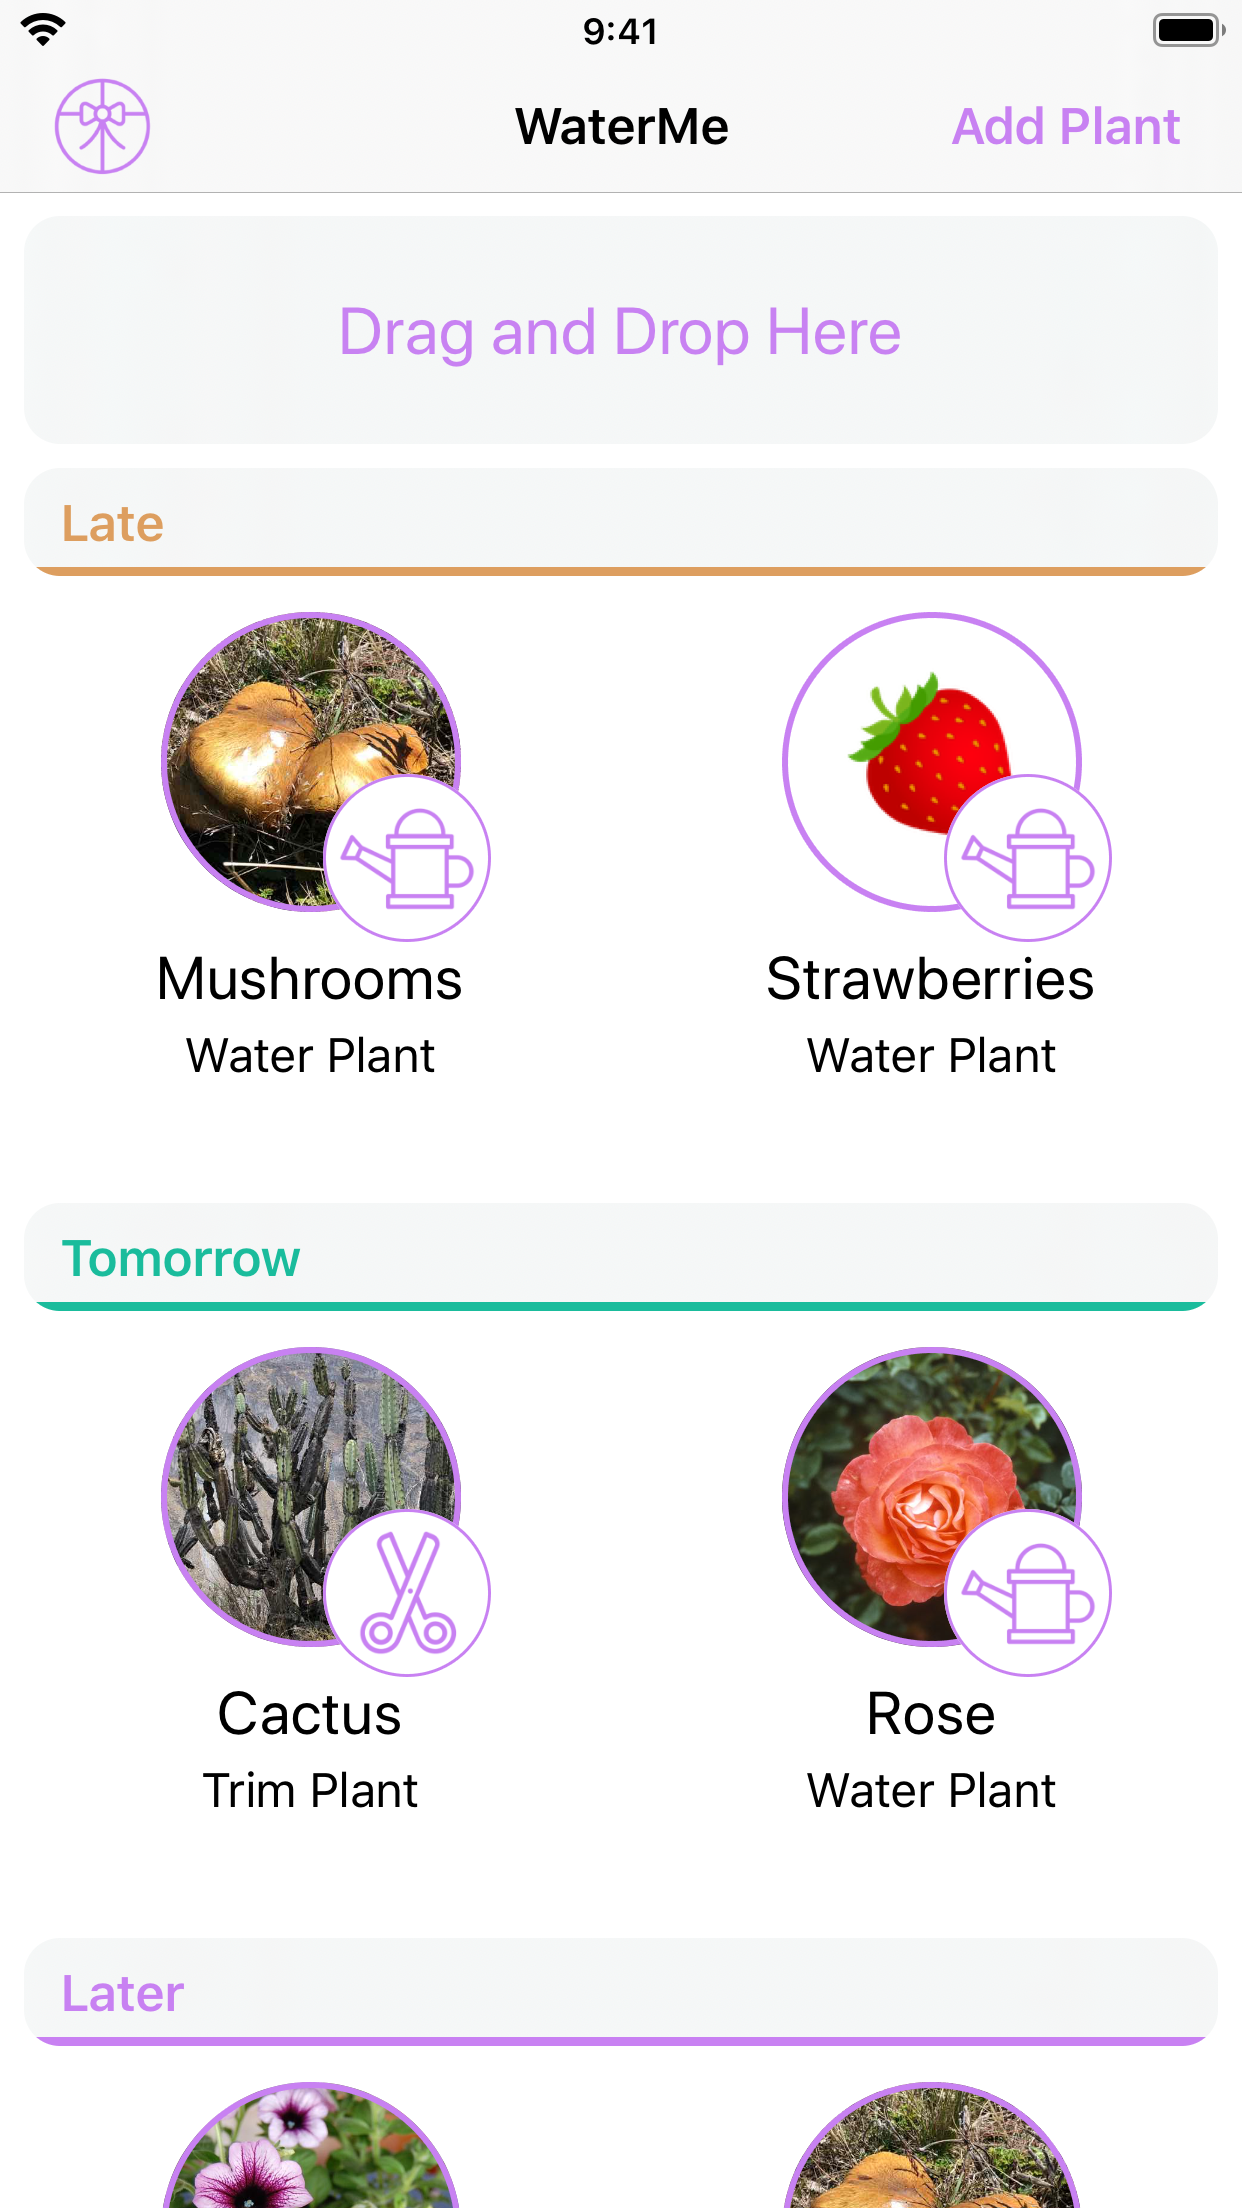 9:41
WaterMe
Add Plant
Drag and Drop Here
Late
Mushrooms
Strawberries
Water Plant
Water Plant
Tomorrow
Cactus
Rose
Trim Plant
Water Plant
Later